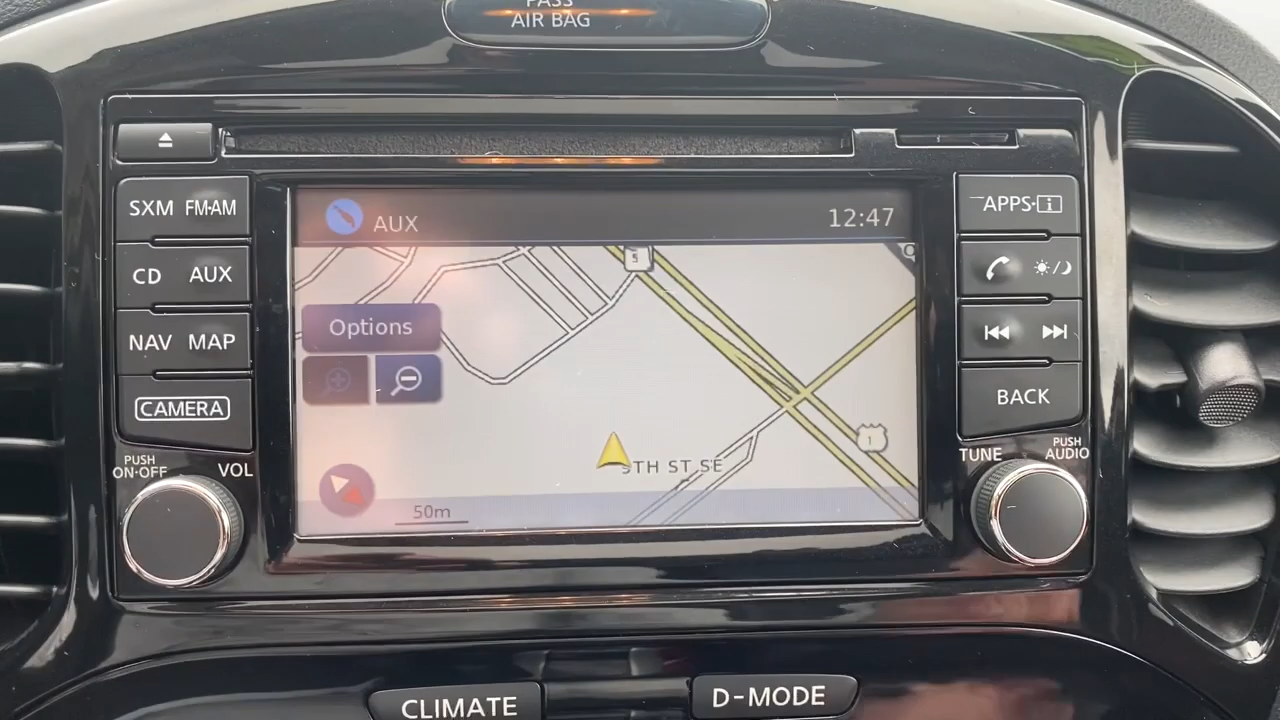 PASS
AIR BAG
SXM FM·AM
CD AUX
NAV MAP
CAMERA
PUSH
ON·OFF VOL
AUX 12:47
5
Options
1
5TH ST SE
50m
APPS·i
BACK
TUNE PUSH
AUDIO
CLIMATE
D-MODE